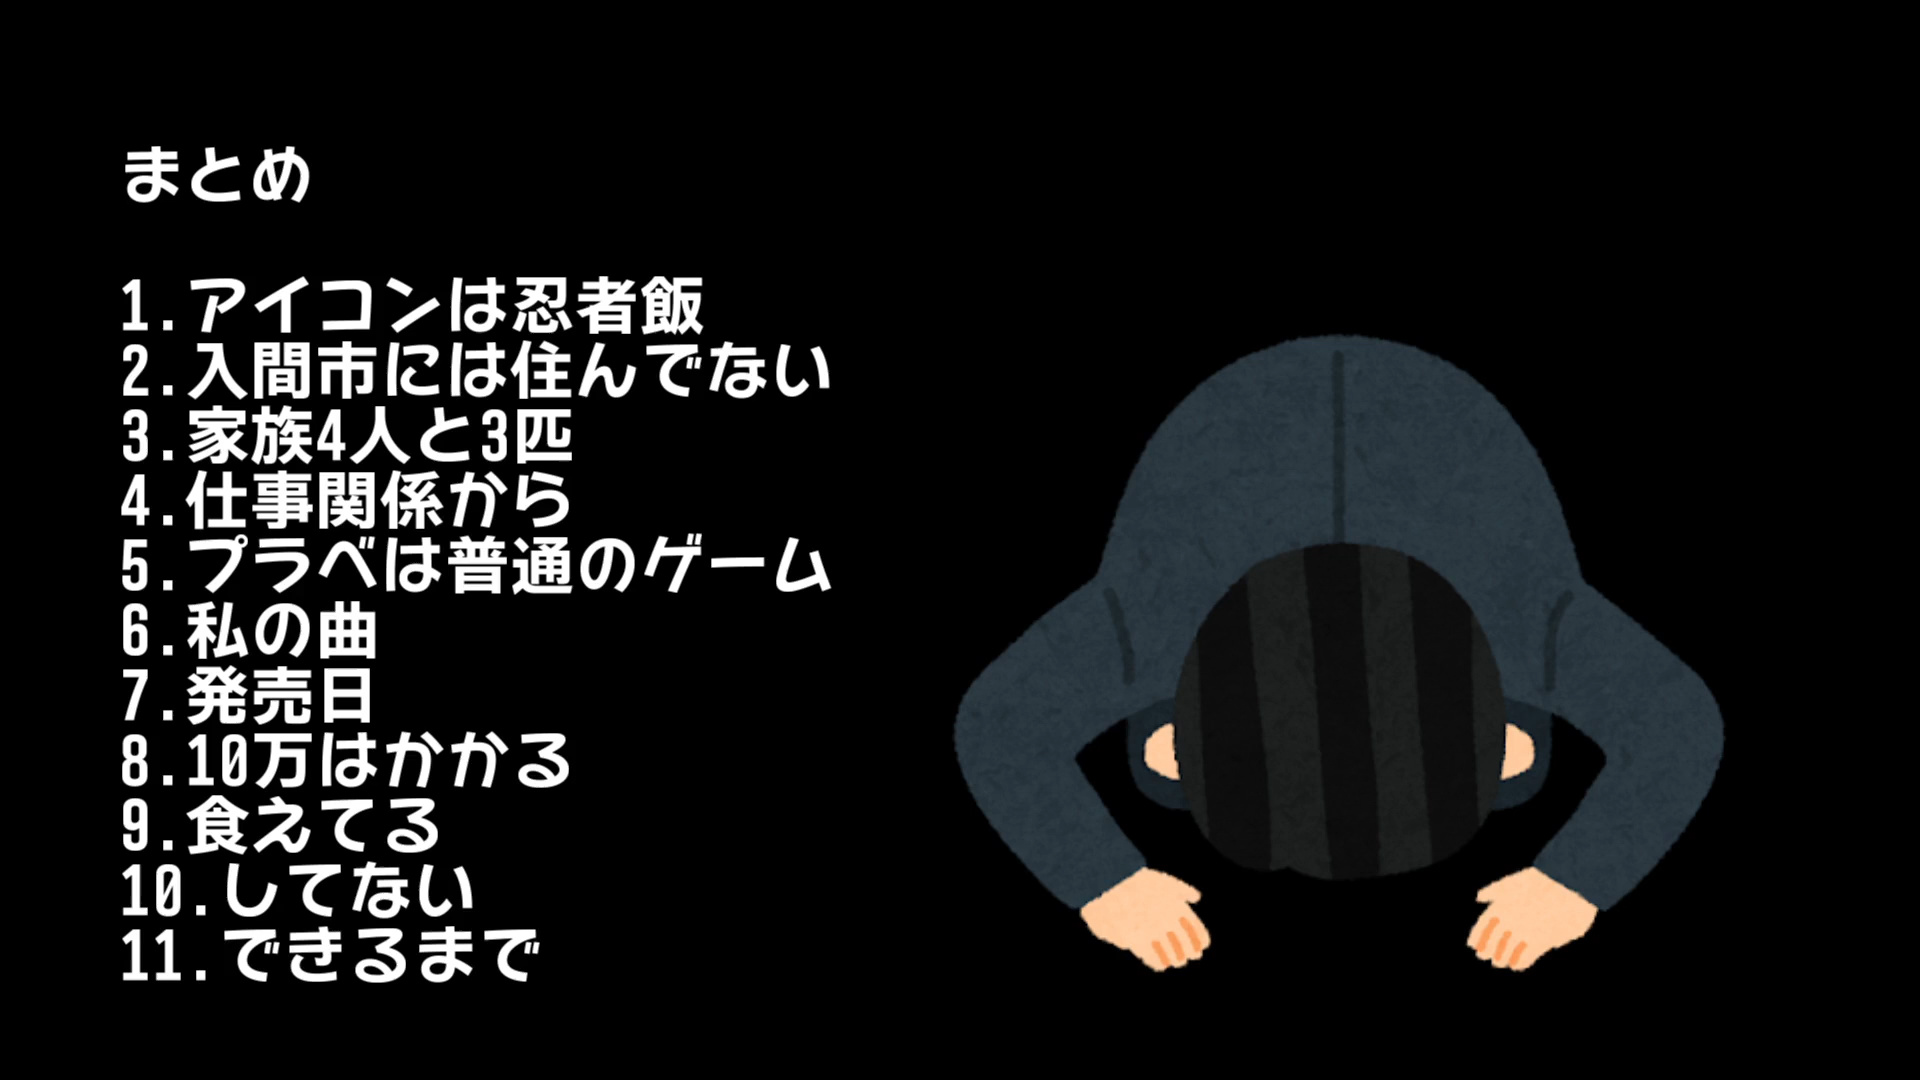 まとめ
1.アイコンは忍者飯
2.入間市には住んでない
3.家族4人と3匹
4.仕事関係から
5.プラベは普通のゲーム
6.私の曲
7.発売日
8.10万はかかる
9.食えてる
10.してない
11.できるまで